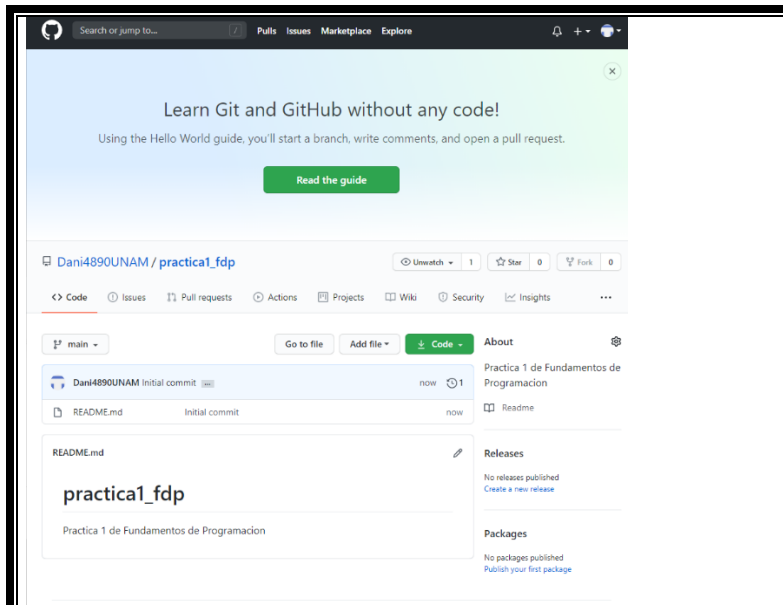 Search or jump to... /
Pulls Issues Marketplace Explore
Learn Git and GitHub without any code!
Using the Hello World guide, you'll start a branch, write comments, and open a pull request.
Read the guide
Dani4890UNAM / practica1_fdp
Unwatch 1 Star 0 Fork 0
Code Issues Pull requests Actions Projects Wiki Security Insights
main Go to file Add file Code
Dani4890UNAM Initial commit now 1
README.md Initial commit now
README.md
practica1_fdp
Practica 1 de Fundamentos de Programacion
About
Practica 1 de Fundamentos de
Programacion
Readme
Releases
No releases published
Create a new release
Packages
No packages published
Publish your first package